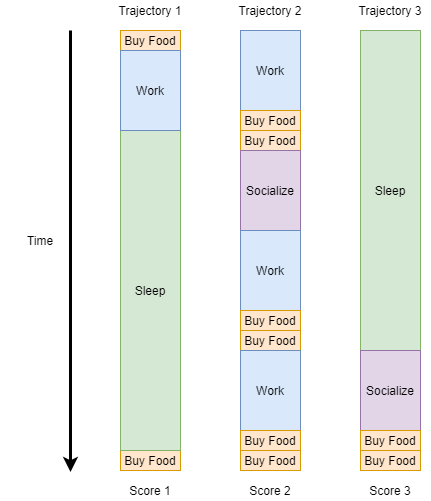 Trajectory 1
Trajectory 2
Trajectory 3
Time
Buy Food
Work
Sleep
Buy Food
Work
Buy Food
Buy Food
Socialize
Work
Buy Food
Buy Food
Work
Buy Food
Buy Food
Sleep
Socialize
Buy Food
Buy Food
Score 1
Score 2
Score 3